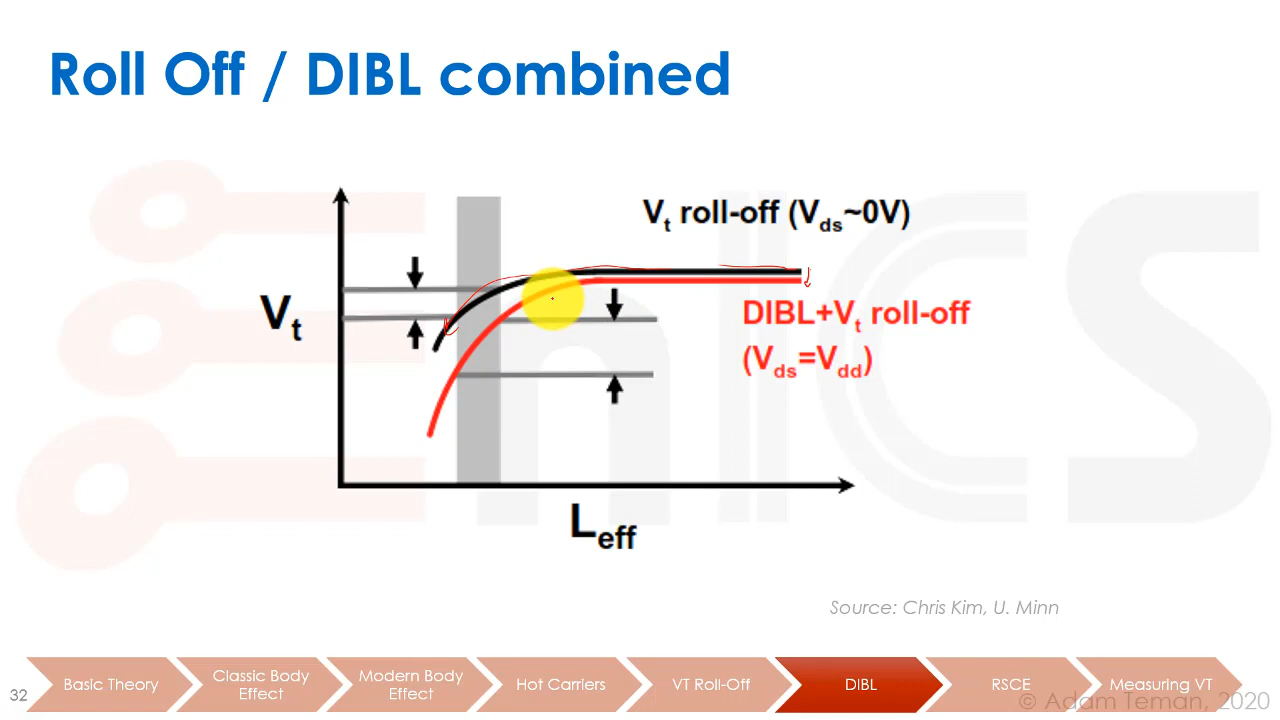 Roll Off / DIBL combined
Vt roll-off (Vds~0V)
Vt
DIBL+Vt roll-off
(Vds=Vdd)
Leff
Source: Chris Kim, U. Minn
32
Basic Theory
Classic Body
Effect
Modern Body
Effect
Hot Carriers
VT Roll-Off
DIBL
RSCE
Measuring VT
© Adam Teman, 2020
nICS